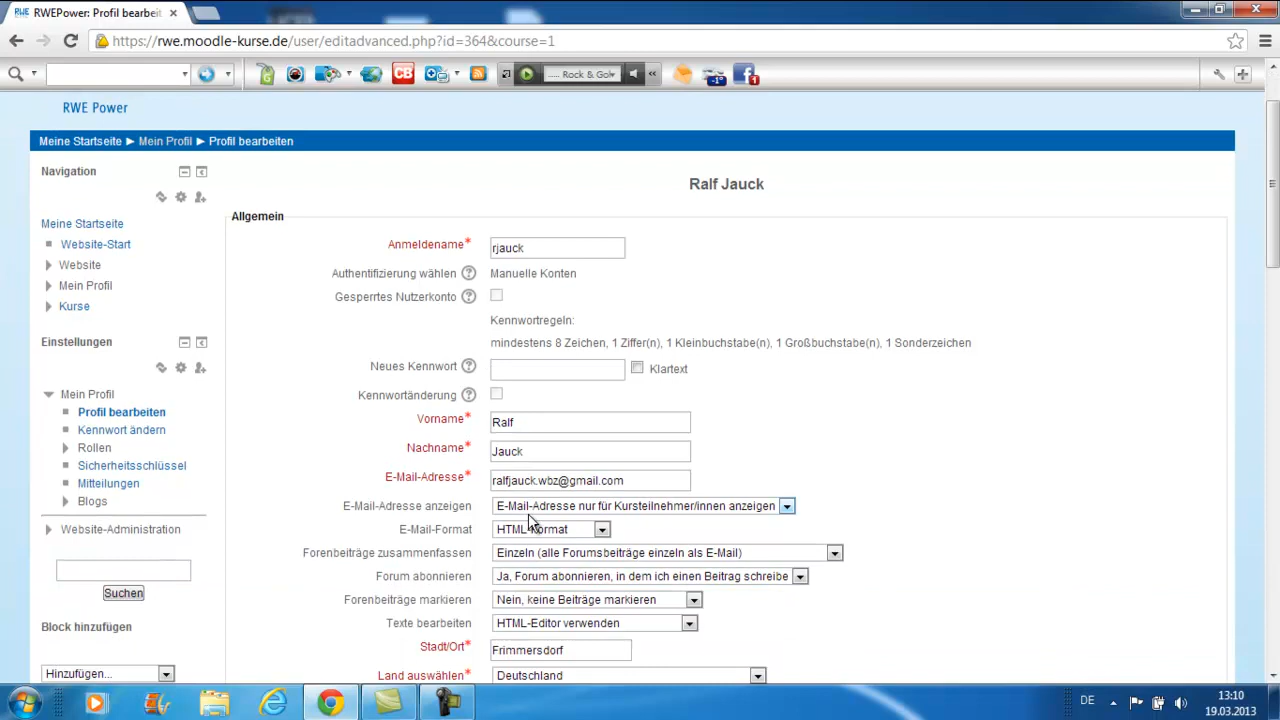 RWE RWEPower: Profil bearbeit
https://rwe.moodle-kurse.de/user/editadvanced.php?id=364&course=1
CB
.... Rock & Gol
-1°
1
RWE Power
Meine Startseite ► Mein Profil ► Profil bearbeiten
Navigation
Meine Startseite
Website-Start
Website
Mein Profil
Kurse
Einstellungen
Mein Profil
Profil bearbeiten
Kennwort ändern
Rollen
Sicherheitsschlüssel
Mitteilungen
Blogs
Website-Administration
Suchen
Block hinzufügen
Hinzufügen...
Ralf Jauck
Allgemein
Anmeldename* rjauck
Authentifizierung wählen ? Manuelle Konten
Gesperrtes Nutzerkonto ?
Kennwortregeln:
mindestens 8 Zeichen, 1 Ziffer(n), 1 Kleinbuchstabe(n), 1 Großbuchstabe(n), 1 Sonderzeichen
Neues Kennwort ? Klartext
Kennwortänderung ?
Vorname* Ralf
Nachname* Jauck
E-Mail-Adresse* ralfjauck.wbz@gmail.com
E-Mail-Adresse anzeigen E-Mail-Adresse nur für Kursteilnehmer/innen anzeigen
E-Mail-Format HTML-Format
Forenbeiträge zusammenfassen Einzeln (alle Forumsbeiträge einzeln als E-Mail)
Forum abonnieren Ja, Forum abonnieren, in dem ich einen Beitrag schreibe
Forenbeiträge markieren Nein, keine Beiträge markieren
Texte bearbeiten HTML-Editor verwenden
Stadt/Ort* Frimmersdorf
Land auswählen* Deutschland
DE
13:10
19.03.2013